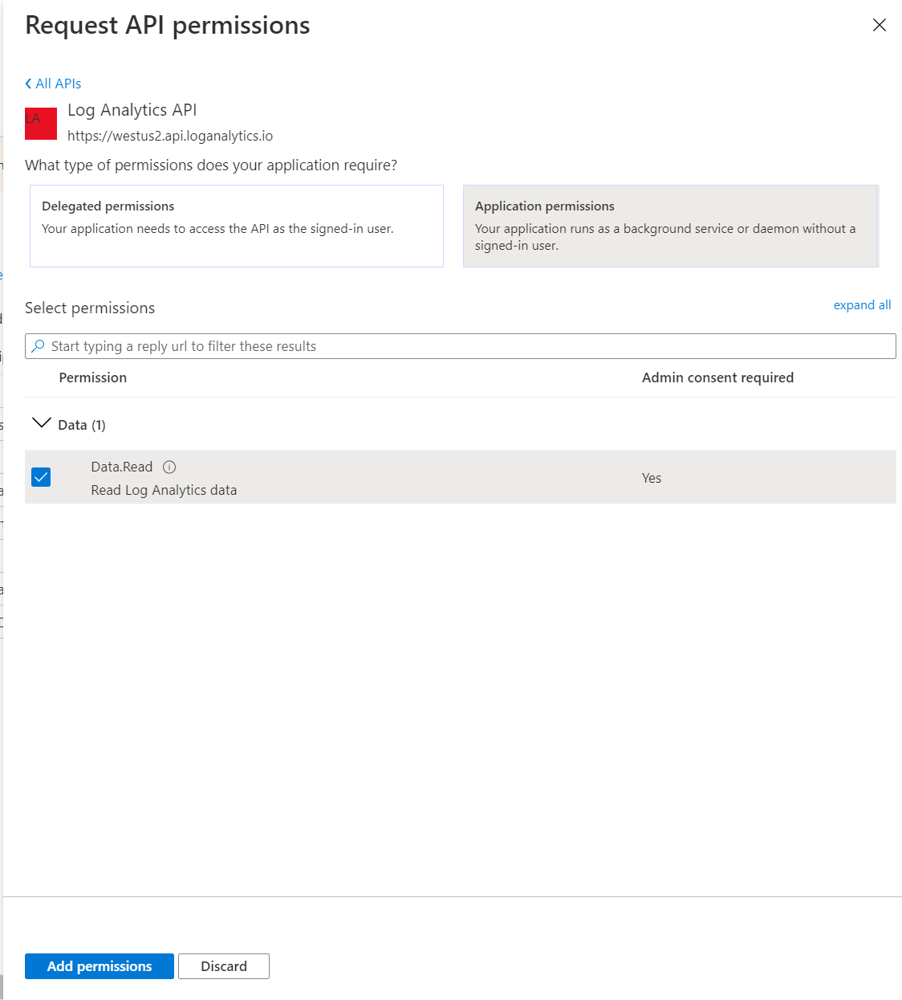 Request API permissions
All APIs
LA
Log Analytics API
https://westus2.api.loganalytics.io
What type of permissions does your application require?
Delegated permissions
Your application needs to access the API as the signed-in user.
Application permissions
Your application runs as a background service or daemon without a
signed-in user.
Select permissions
expand all
Start typing a reply url to filter these results
Permission
Admin consent required
Data (1)
Data.Read
Read Log Analytics data
Yes
Add permissions
Discard